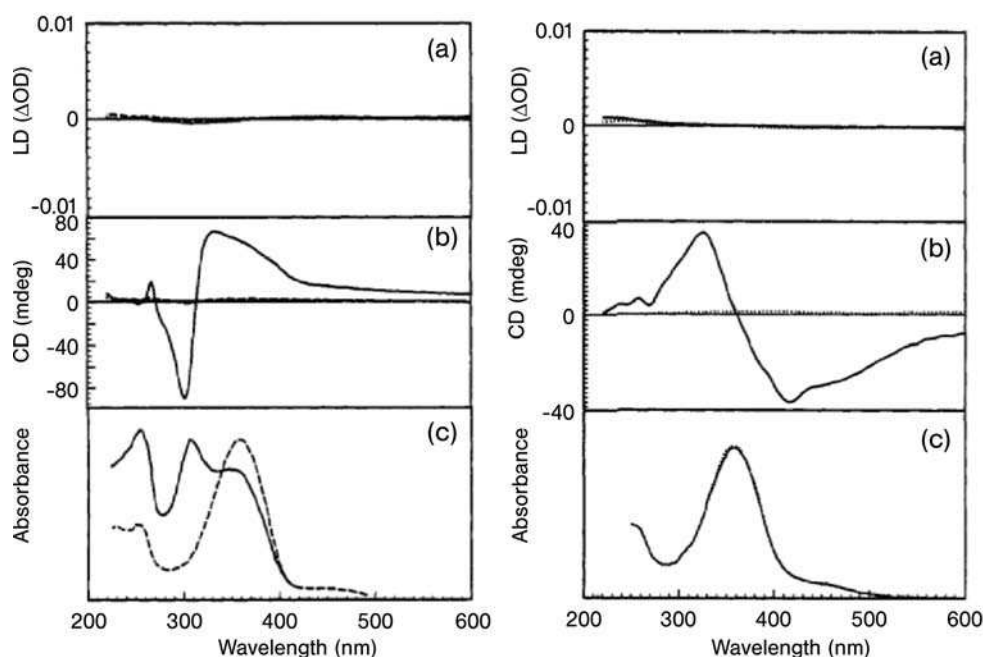 0.01
(a)
LD (ΔOD)
0
-0.01
80
(b)
40
CD (mdeg)
0
-40
-80
(c)
Absorbance
200 300 400 500 600
Wavelength (nm)
0.01
(a)
LD (ΔOD)
0
-0.01
40
(b)
CD (mdeg)
0
-40
(c)
Absorbance
200 300 400 500 600
Wavelength (nm)